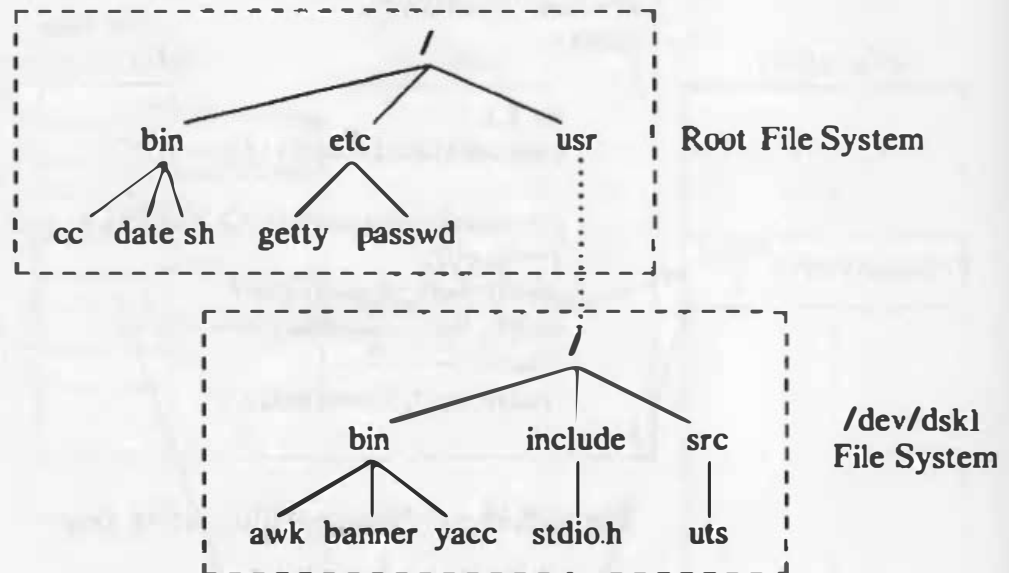 /
bin etc usr
Root File System
cc date sh getty passwd
/
bin include src
/dev/dsk1
File System
awk banner yacc stdio.h uts